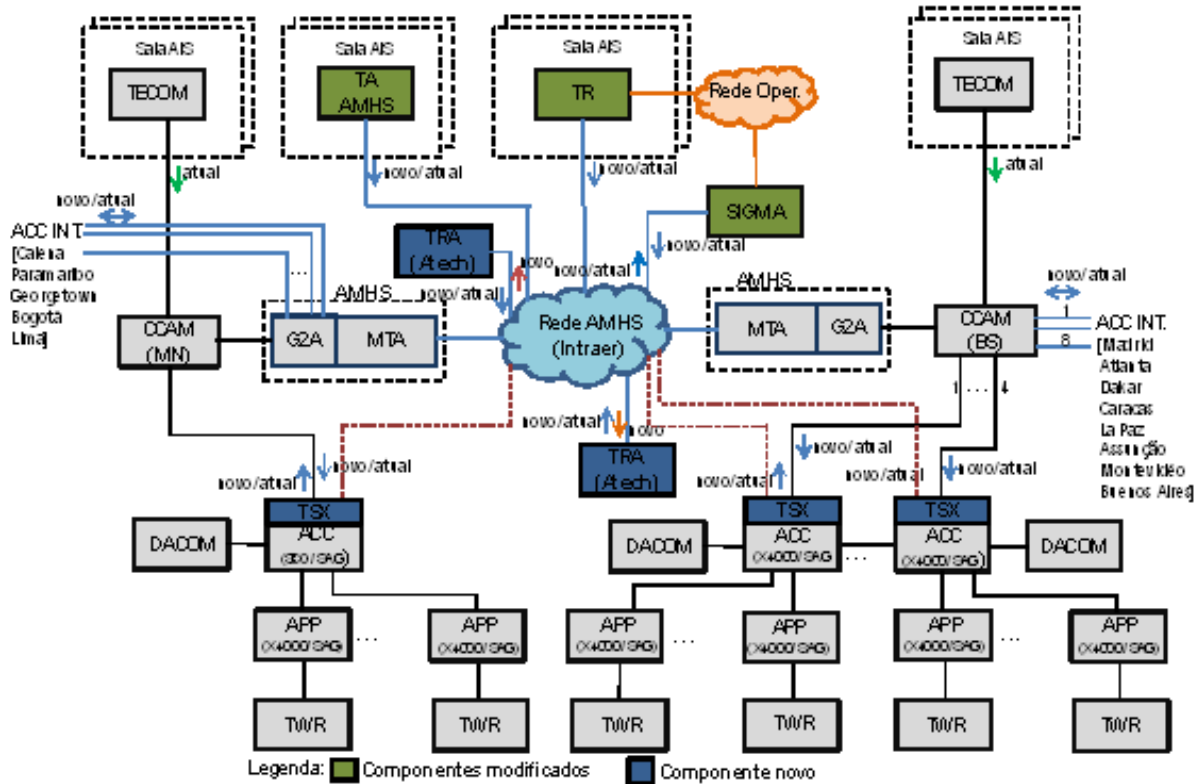 Sala AIS
TECOM
Sala AIS
TA
AMHS
Sala AIS
TR
Rede Oper.
Sala AIS
TECOM
atual
novo/atual
novo/atual
atual
novo/atual
ACC INT.
[Caiena
Paramaribo
Georgetown
Bogotá
Lima]
...
TRA
(Atech)
novo
novo/atual
novo/atual
SIGMA
novo/atual
novo/atual
1
8
ACC INT.
[Madrid
Atlanta
Dakar
Caracas
La Paz
Assunção
Montevidéo
Buenos Aires]
CCAM
(MN)
AMHS
G2A
MTA
Rede AMHS
(Intraer)
AMHS
MTA
G2A
CCAM
(BS)
1 .... 4
novo/atual
novo
TRA
(Atech)
novo/atual
novo/atual
novo/atual
novo/atual
novo/atual
DACOM
TSX
ACC
DACOM
TSX
ACC
(X4000/SAG
...
TSX
ACC
(X4000/SAG)
DACOM
APP
(X4000/SAG)
...
APP
(X4000/SAG)
APP
(X4000/SAG)
...
APP
(X4000/SAG)
APP
(X4000/SAG)
...
APP
(X4000/SAG)
TWR
TWR
TWR
TWR
TWR
TWR
Legenda:
Componentes modificados
Componente novo